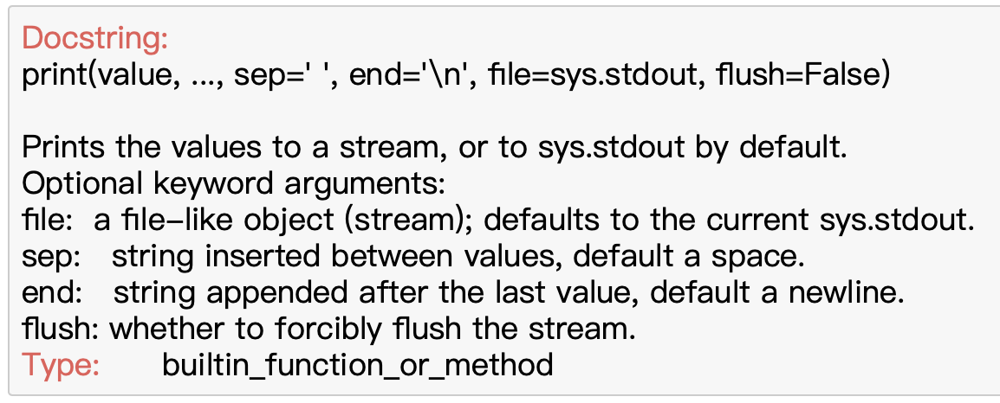 Docstring:
print(value, ..., sep=' ', end='\n', file=sys.stdout, flush=False)

Prints the values to a stream, or to sys.stdout by default.
Optional keyword arguments:
file:  a file-like object (stream); defaults to the current sys.stdout.
sep:   string inserted between values, default a space.
end:   string appended after the last value, default a newline.
flush: whether to forcibly flush the stream.
Type:      builtin_function_or_method